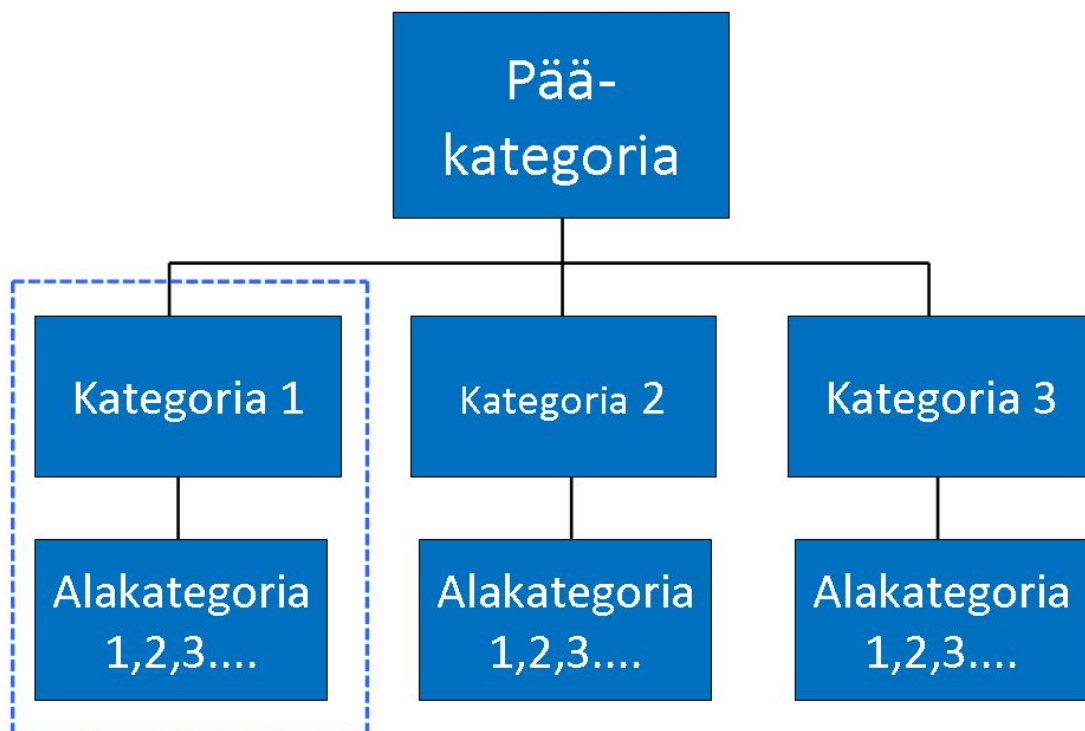 Pää-
kategoria
Kategoria 1
Kategoria 2
Kategoria 3
Alakategoria
1,2,3....
Alakategoria
1,2,3....
Alakategoria
1,2,3....